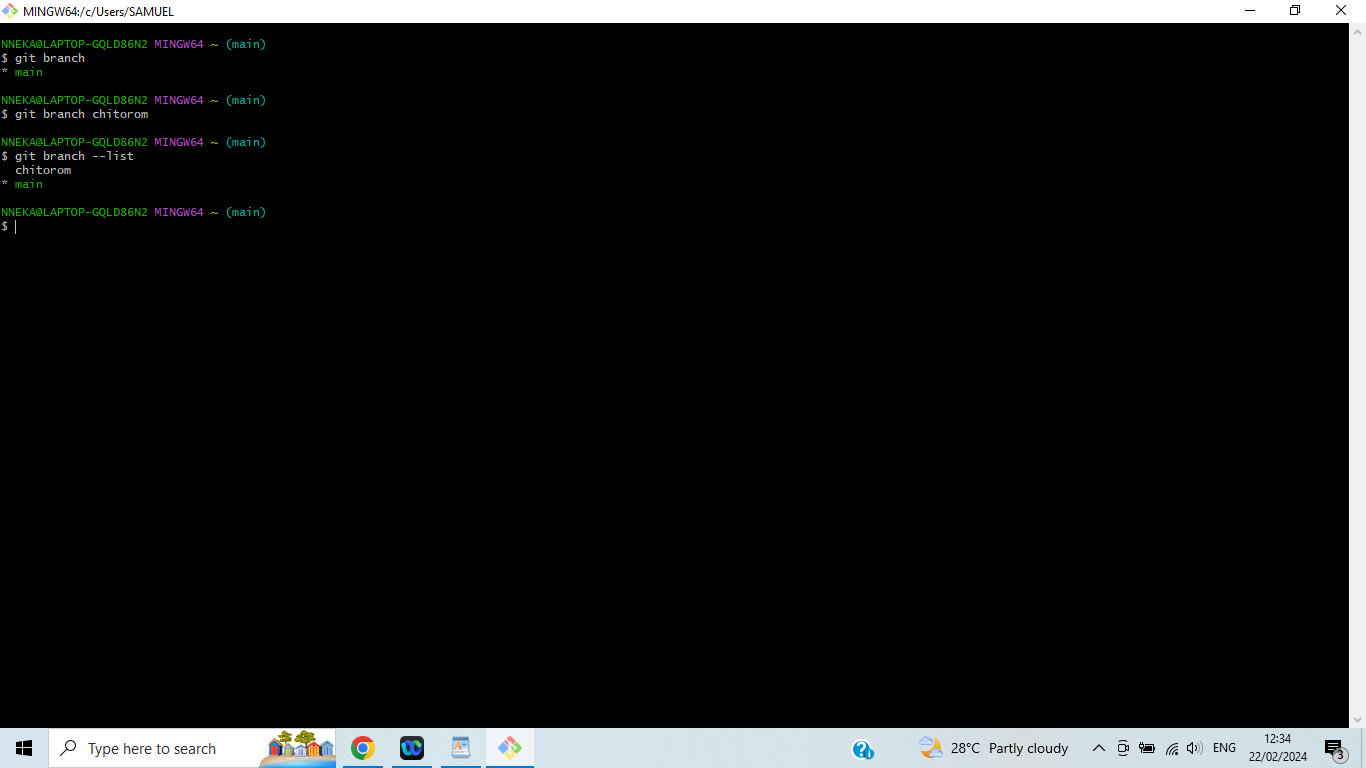 MINGW64:/c/Users/SAMUEL
NNEKA@LAPTOP-GQLD86N2 MINGW64 ~ (main)
$ git branch
* main
NNEKA@LAPTOP-GQLD86N2 MINGW64 ~ (main)
$ git branch chitorom
NNEKA@LAPTOP-GQLD86N2 MINGW64 ~ (main)
$ git branch --list
chitorom
* main
NNEKA@LAPTOP-GQLD86N2 MINGW64 ~ (main)
$
Type here to search
28°C Partly cloudy
ENG
12:34
22/02/2024
3